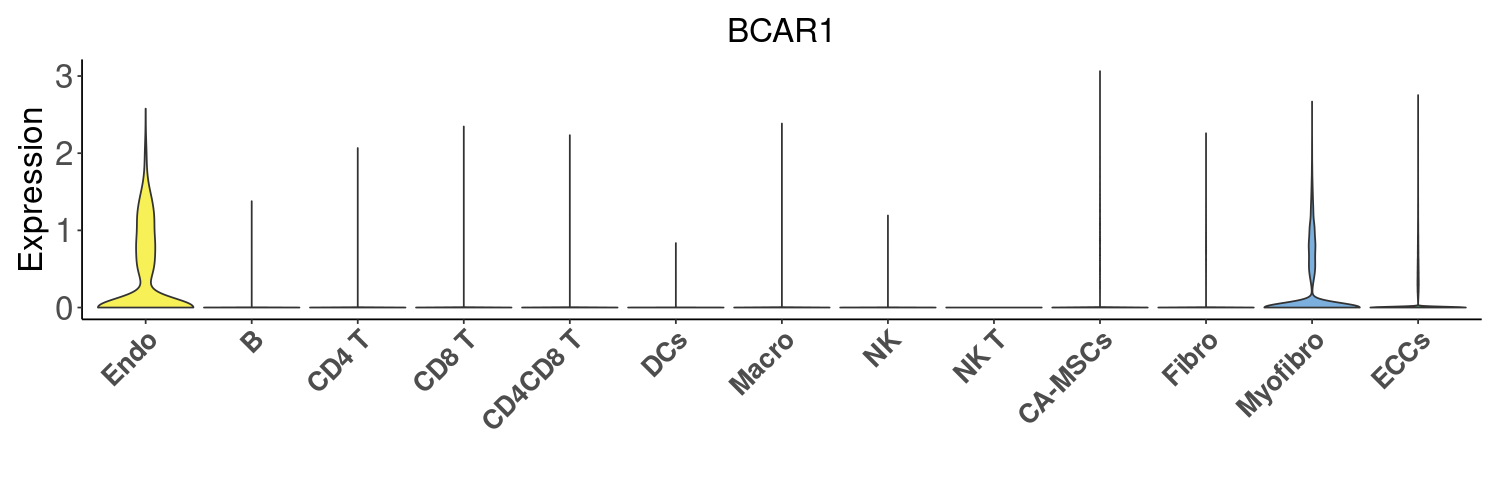 BCAR1
Expression
3
2
1
0
Endo
B
CD4 T
CD8 T
CD4CD8 T
DCs
Macro
NK
NK T
CA-MSCs
Fibro
Myofibro
ECCs